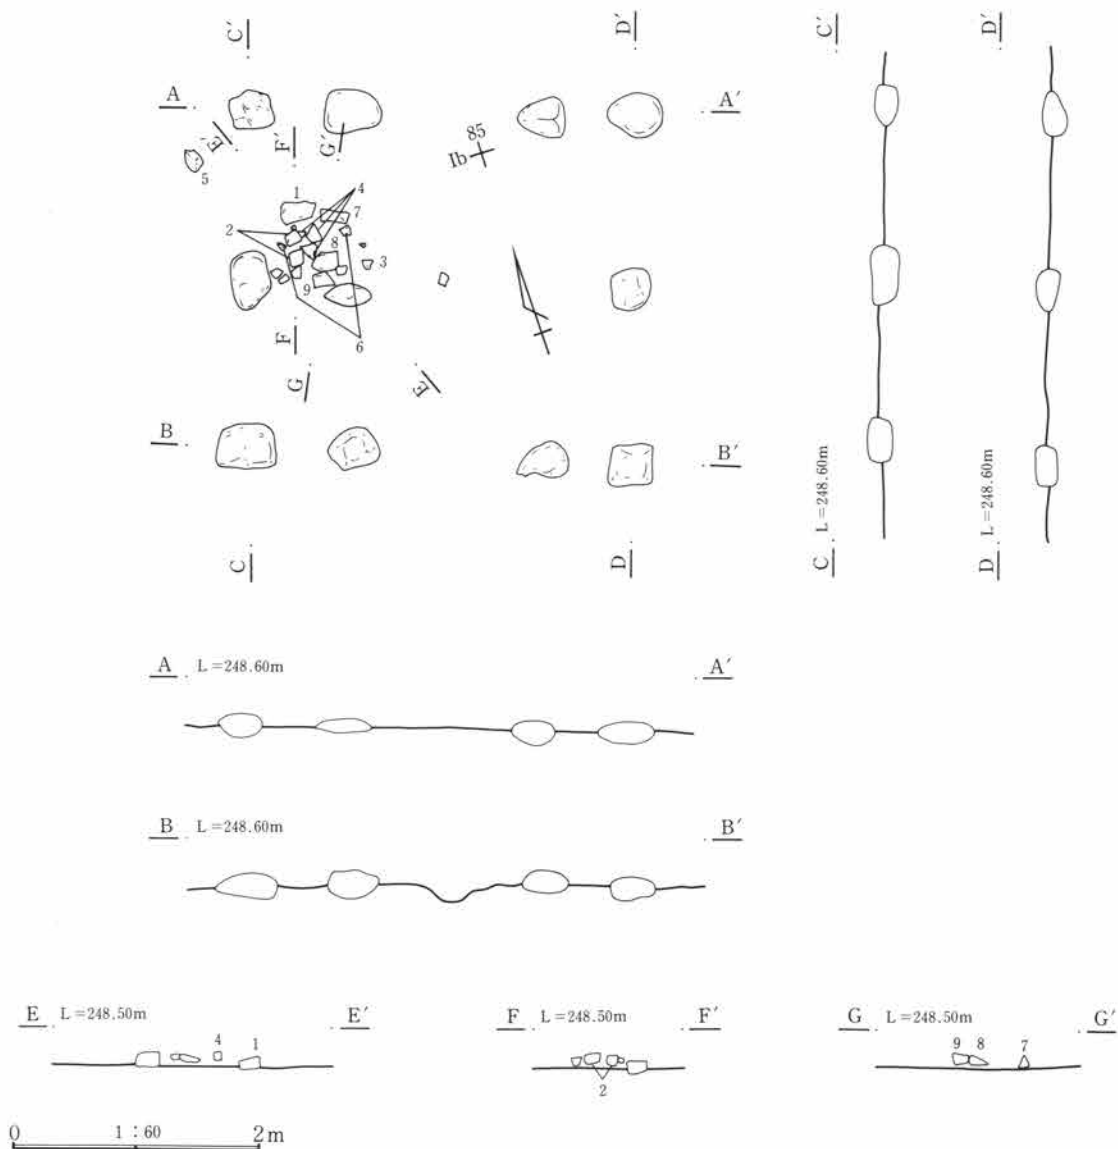 C′ D′ C′ D′
A A′
E′ F′ G′
85
Ib
5
1 4
7
2
8
3
9
F
6
G E
B B′
C L=248.60m D L=248.60m
C D
A L=248.60m A′
B L=248.60m B′
E L=248.50m E′ F L=248.50m F′ G L=248.50m G′
4 1 9 8 7
2
0 1:60 2m